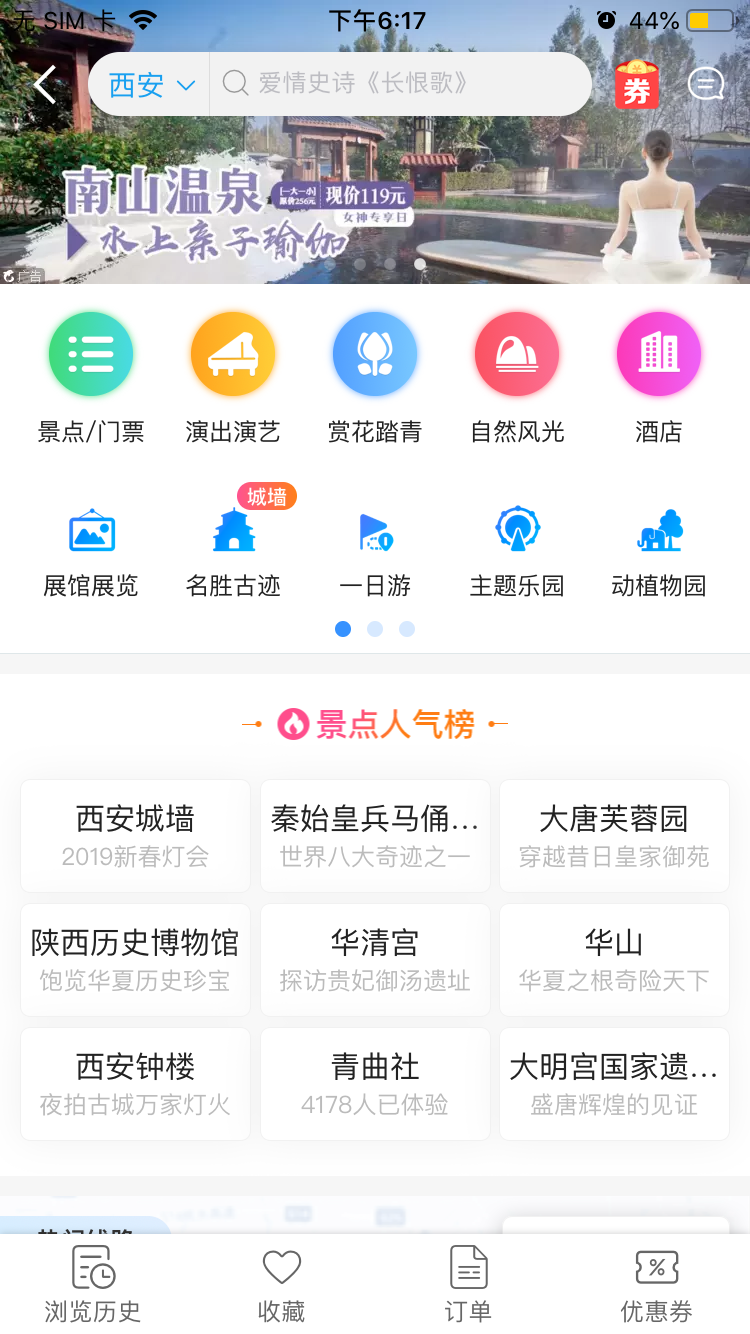 无 SIM 卡
下午6:17
44%
西安
爱情史诗《长恨歌》
券
南山温泉
[一大一小]
原价256元
现价119元
女神专享日
水上亲子瑜伽
广告
景点/门票
演出演艺
赏花踏青
自然风光
酒店
城墙
展馆展览
名胜古迹
一日游
主题乐园
动植物园
景点人气榜
西安城墙
2019新春灯会
秦始皇兵马俑...
世界八大奇迹之一
大唐芙蓉园
穿越昔日皇家御苑
陕西历史博物馆
饱览华夏历史珍宝
华清宫
探访贵妃御汤遗址
华山
华夏之根奇险天下
西安钟楼
夜拍古城万家灯火
青曲社
4178人已体验
大明宫国家遗...
盛唐辉煌的见证
浏览历史
收藏
订单
优惠券